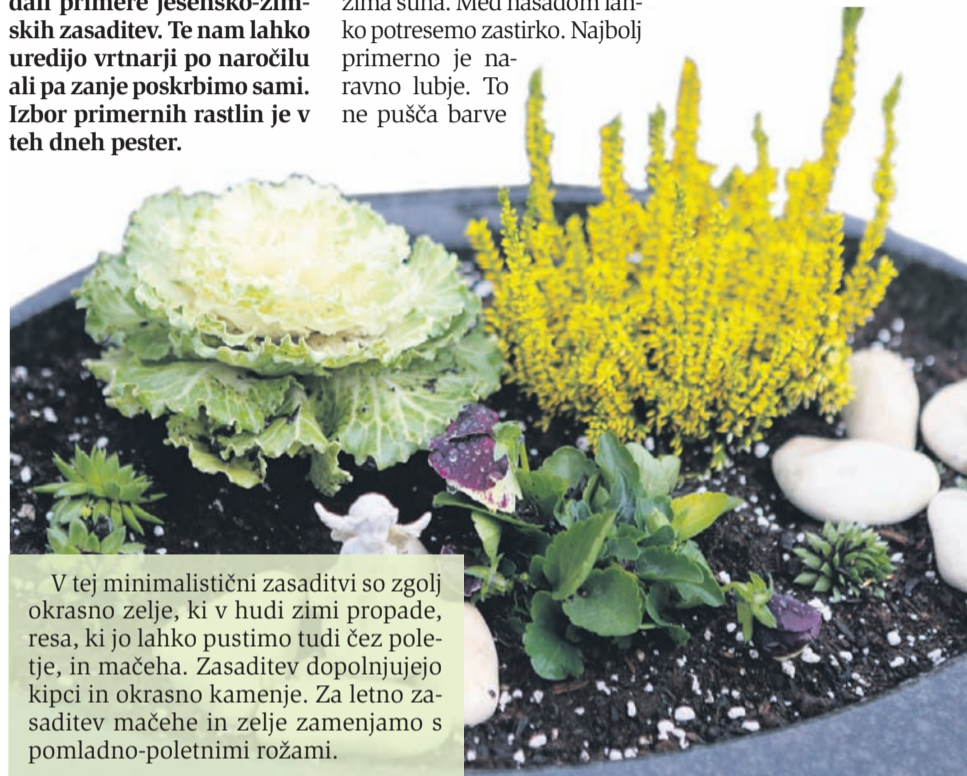 dali primere jesensko-zim-
skih zasaditev. Te nam lahko
uredijo vrtnarji po naročilu
ali pa zanje poskrbimo sami.
Izbor primernih rastlin je v
teh dneh pester.
zima suha. Med nasadom lah-
ko potresemo zastirko. Najbolj
primerno je na-
ravno lubje. To
ne pušča barve
V tej minimalistični zasaditvi so zgolj
okrasno zelje, ki v hudi zimi propade,
resa, ki jo lahko pustimo tudi čez pole-
tje, in mačeha. Zasaditev dopolnjujejo
kipci in okrasno kamenje. Za letno za-
saditev mačehe in zelje zamenjamo s
pomladno-poletnimi rožami.